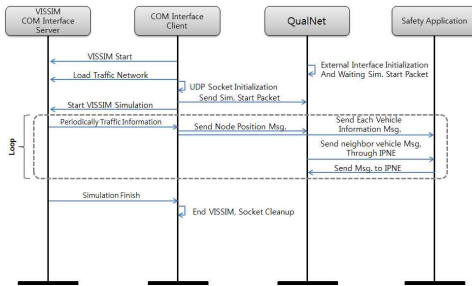 VISSIM
COM Interface
Server
COM Interface
Client
QualNet
Safety Application
VISSIM Start
External Interface Initialization
And Waiting Sim. Start Packet
Load Traffic Network
UDP Socket Initialization
Send Sim. Start Packet
Start VISSIM Simulation
Loop
Periodically Traffic Information
Send Node Position Msg.
Send Each Vehicle
Information Msg.
Send neighbor vehicle Msg.
Through IPNE
Send Msg. to IPNE
Simulation Finish
End VISSIM, Socket Cleanup